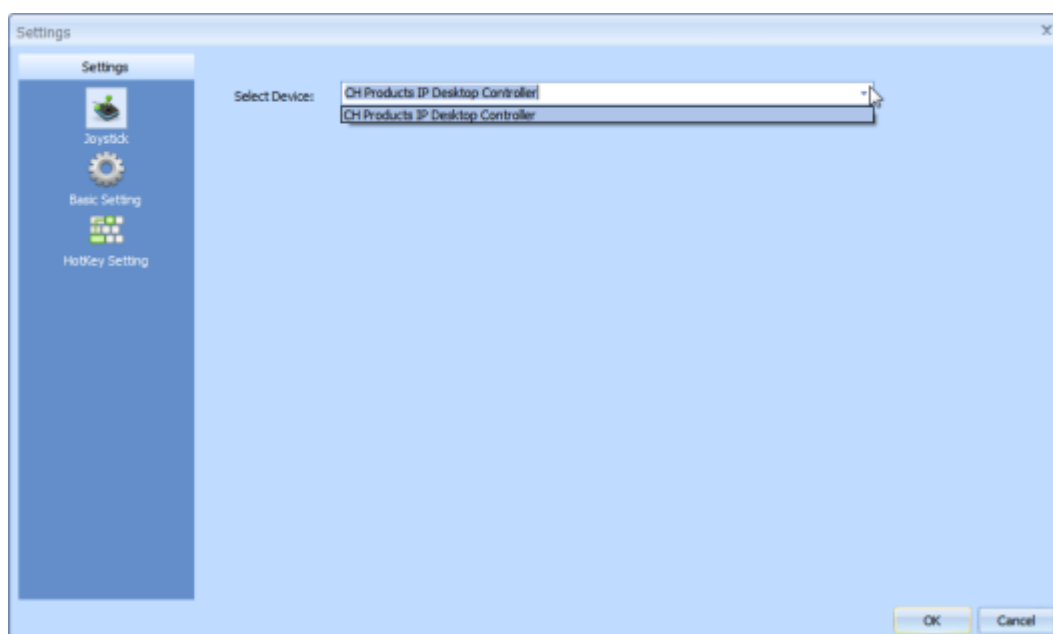 Settings
Settings
Joystick
Basic Setting
HotKey Setting
Select Device:
CH Products IP Desktop Controller
CH Products IP Desktop Controller
OK
Cancel